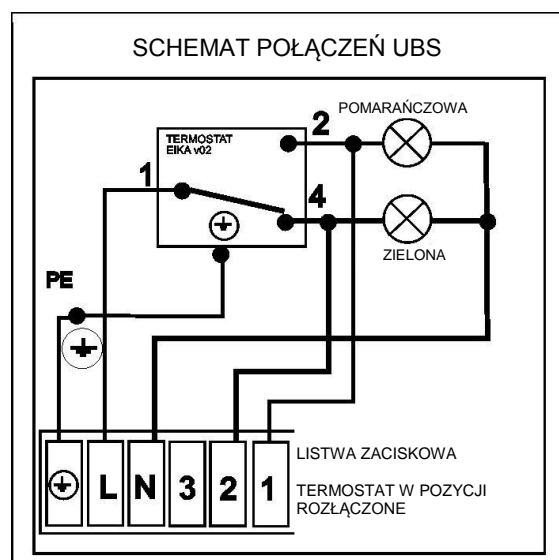 SCHEMAT POŁĄCZEŃ UBS
POMARAŃCZOWA
2
TERMOSTAT
EIKA v02
1
4
ZIELONA
PE
L N 3 2 1
LISTWA ZACISKOWA
TERMOSTAT W POZYCJI
ROZŁĄCZONE